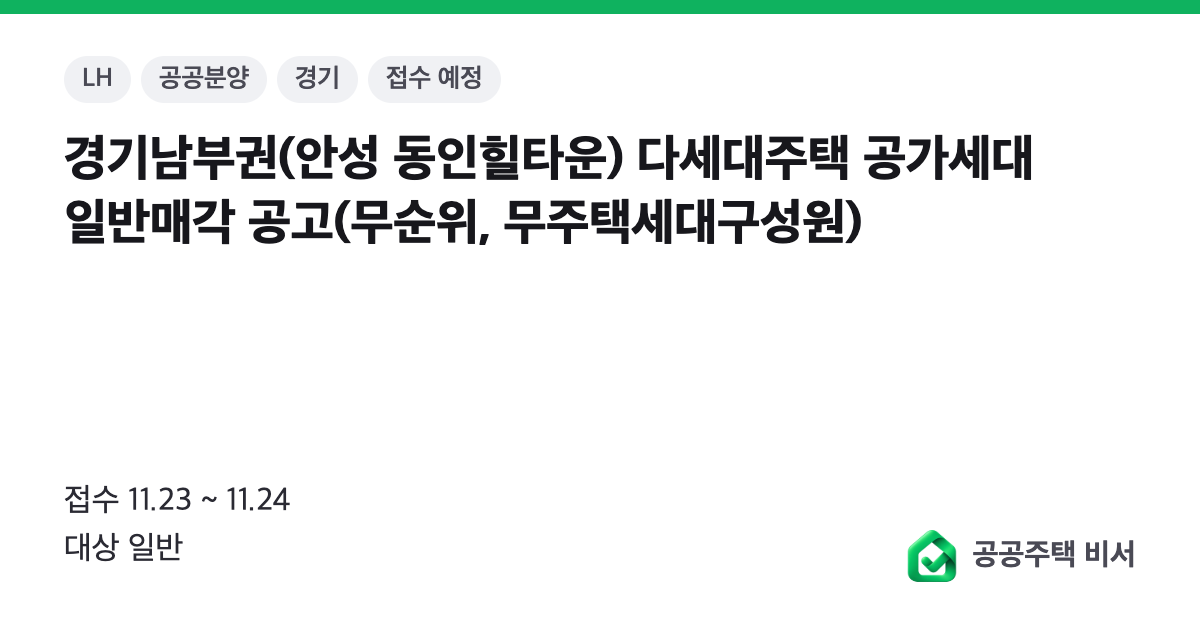 LH 공공분양 경기 접수 예정
경기남부권(안성 동인힐타운) 다세대주택 공가세대
일반매각 공고(무순위, 무주택세대구성원)
접수 11.23 ~ 11.24
대상 일반
공공주택 비서